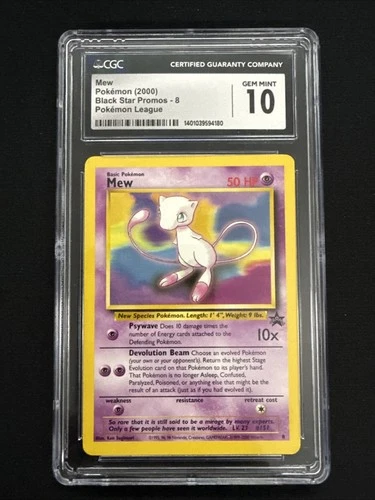 CGC
CERTIFIED GUARANTY COMPANY
Mew
Pokémon (2000)
Black Star Promos - 8
Pokémon League
GEM MINT
10
1401039594180
Basic Pokémon
Mew
50 HP
New Species Pokémon. Length: 1' 4", Weight: 9 lbs.
Psywave Does 10 damage times the
number of Energy cards attached to the
Defending Pokémon.
10x
Devolution Beam Choose an evolved Pokémon
(your own or your opponent's). Return the highest Stage
Evolution card on that Pokémon to its player's hand.
That Pokémon is no longer Asleep, Confused,
Paralyzed, Poisoned, or anything else that might be the
result of an attack (just as if you had evolved it).
weakness
resistance
retreat cost
So rare that it is still said to be a mirage by many experts.
Only a few people have seen it worldwide. LV. 23
8